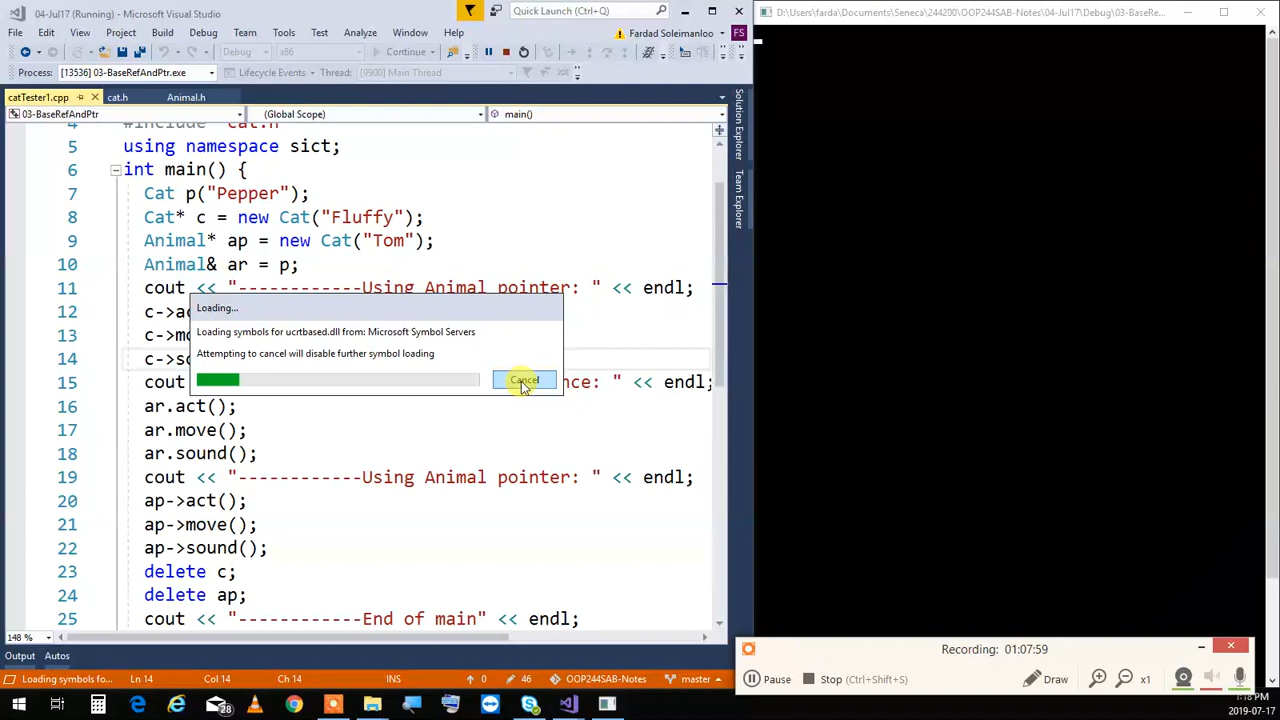 04-Jul17 (Running) - Microsoft Visual Studio
Quick Launch (Ctrl+Q)
File Edit View Project Build Debug Team Tools Test Analyze Window Help
Fardad Soleimanloo FS
Debug x86 Continue
Process: [13536] 03-BaseRefAndPtr.exe Lifecycle Events Thread: [9900] Main Thread
catTester1.cpp cat.h Animal.h
03-BaseRefAndPtr (Global Scope) main()
4 #include "cat.h"
5 using namespace sict;
6 int main() {
7 Cat p("Pepper");
8 Cat* c = new Cat("Fluffy");
9 Animal* ap = new Cat("Tom");
10 Animal& ar = p;
11 cout << "------------Using Animal pointer: " << endl;
12 c->ac
13 c->m
14 c->so
15 cout nce: " << endl;
16 ar.act();
17 ar.move();
18 ar.sound();
19 cout << "------------Using Animal pointer: " << endl;
20 ap->act();
21 ap->move();
22 ap->sound();
23 delete c;
24 delete ap;
25 cout << "------------End of main" << endl;
Loading...
Loading symbols for ucrtbased.dll from: Microsoft Symbol Servers
Attempting to cancel will disable further symbol loading
Cancel
148 %
Output Autos
Loading symbols fo... Ln 14 Col 14 Ch 14 INS 0 46 OOP244SAB-Notes master
Solution Explorer
Team Explorer
D:\Users\farda\Documents\Seneca\244200\OOP244SAB-Notes\04-Jul17\Debug\03-BaseRe...
Recording: 01:07:59
Pause Stop (Ctrl+Shift+S) Draw x1
28
1:18 PM
2019-07-17